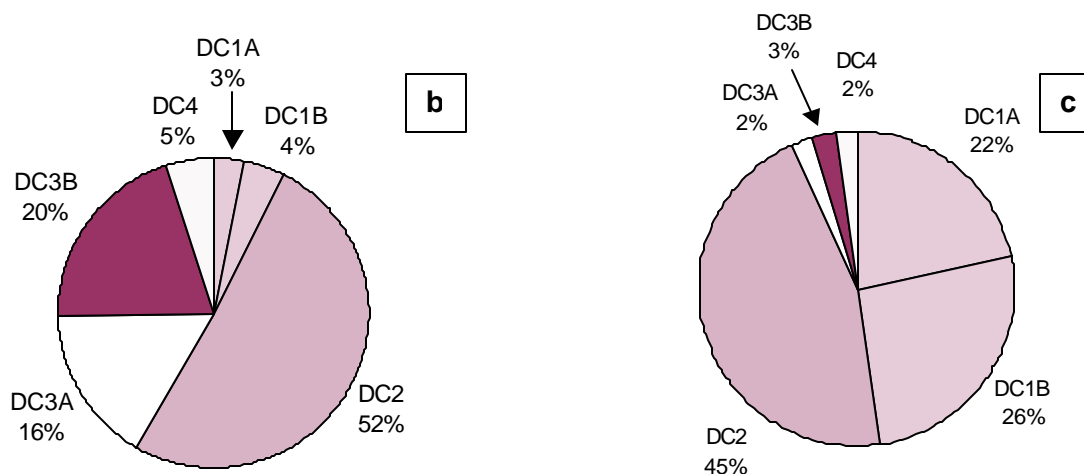 DC1A
3%
b
DC4
5%
DC1B
4%
DC3B
20%
DC3A
16%
DC2
52%
DC3B
3%
DC4
2%
c
DC3A
2%
DC1A
22%
DC1B
26%
DC2
45%